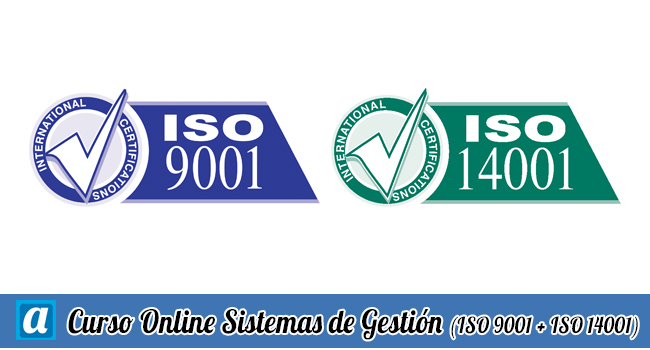 INTERNATIONAL CERTIFICATIONS
ISO
9001
INTERNATIONAL CERTIFICATIONS
ISO
14001
a Curso Online Sistemas de Gestión (ISO 9001 + ISO 14001)